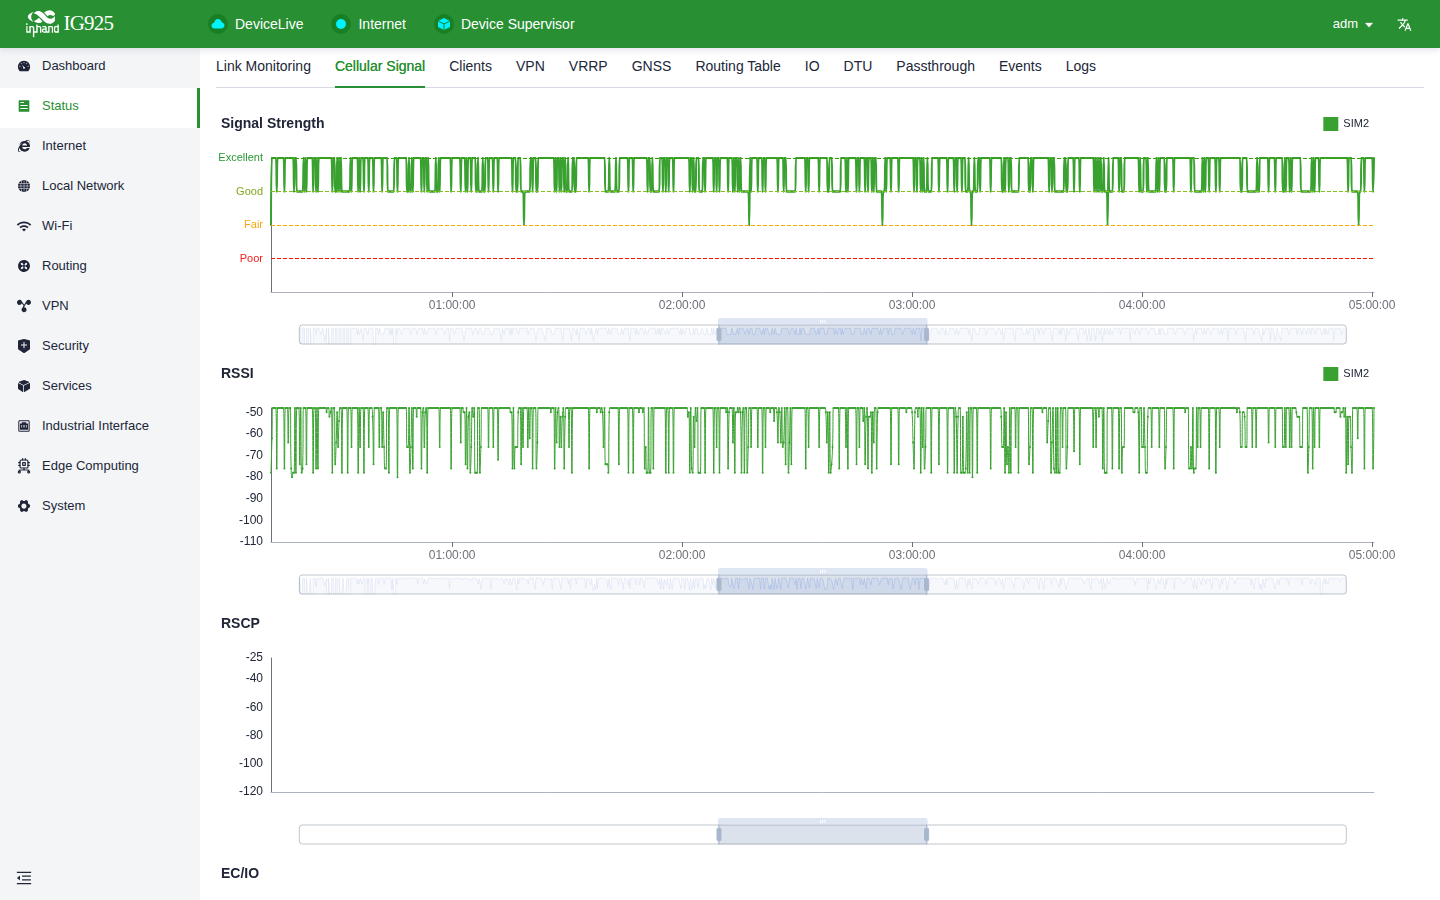 inhand IG925
DeviceLive
Internet
Device Supervisor
adm
Dashboard
Status
Internet
Local Network
Wi-Fi
Routing
VPN
Security
Services
Industrial Interface
Edge Computing
System
Link Monitoring
Cellular Signal
Clients
VPN
VRRP
GNSS
Routing Table
IO
DTU
Passthrough
Events
Logs
Signal Strength
SIM2
Excellent
Good
Fair
Poor
01:00:00
02:00:00
03:00:00
04:00:00
05:00:00
RSSI
SIM2
-50
-60
-70
-80
-90
-100
-110
01:00:00
02:00:00
03:00:00
04:00:00
05:00:00
RSCP
-25
-40
-60
-80
-100
-120
EC/IO